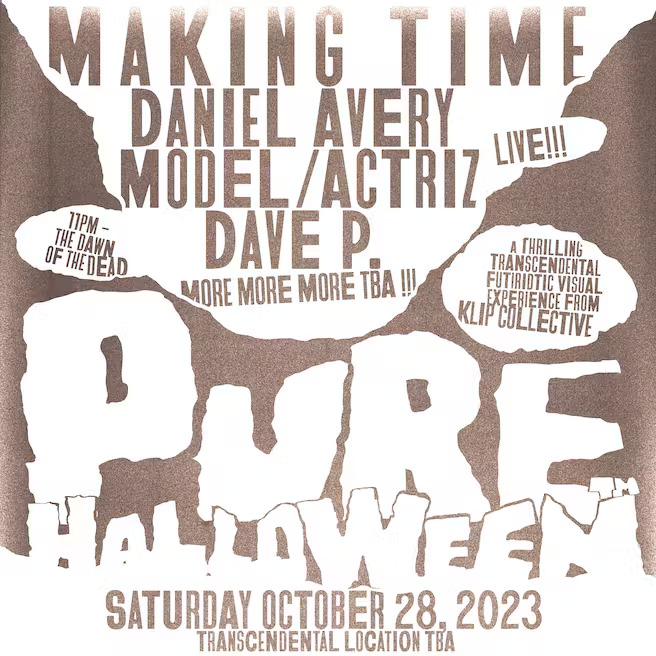 MAKING TIME
DANIEL AVERY
MODEL/ACTRIZ
LIVE!!!
DAVE P.
MORE MORE MORE TBA !!!
11PM –
THE DAWN
OF THE DEAD
A THRILLING
TRANSCENDENTAL
FUTIRIOTIC VISUAL
EXPERIENCE FROM
KLIP COLLECTIVE
PURE
HALLOWEEN TM
SATURDAY OCTOBER 28, 2023
TRANSCENDENTAL LOCATION TBA